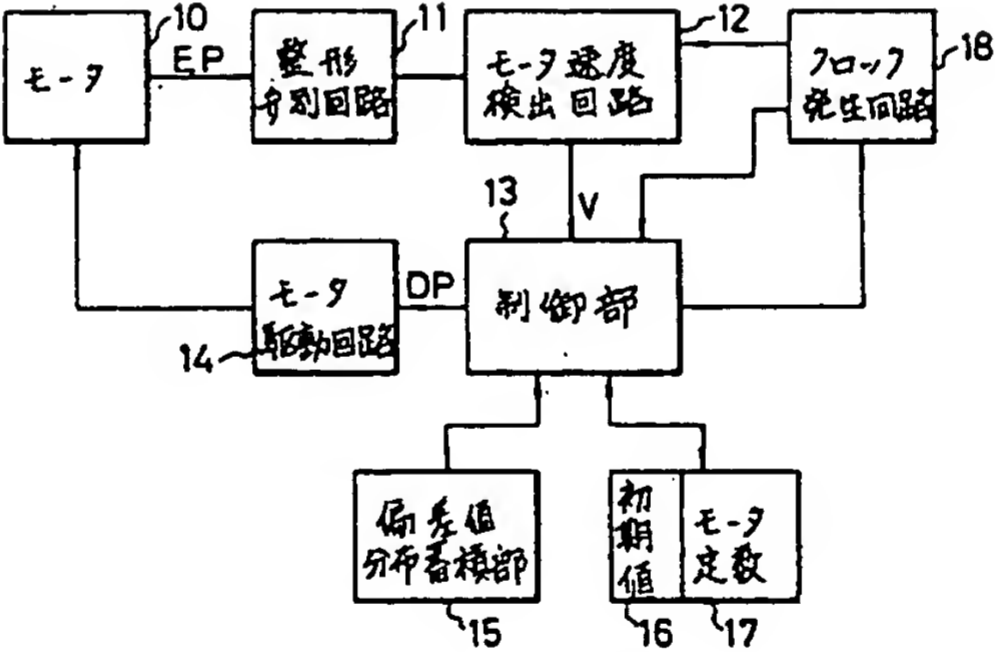 10
11
12
18
モータ
EP
整形
弁別回路
モータ速度
検出回路
クロック
発生回路
13
V
モータ
駆動回路
14
DP
制御部
偏差値
分布蓄積部
初
期
値
モータ
定数
15
16
17